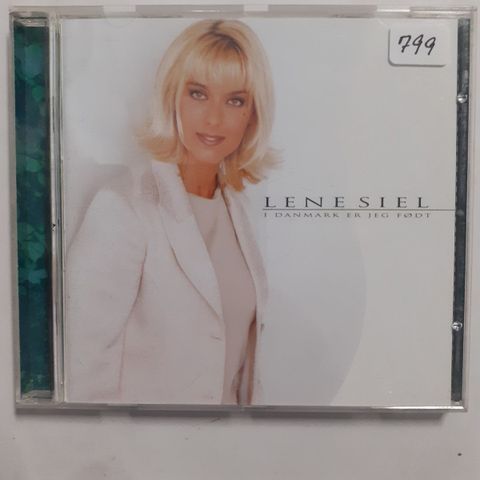 799
LENE SIEL
I DANMARK ER JEG FØDT